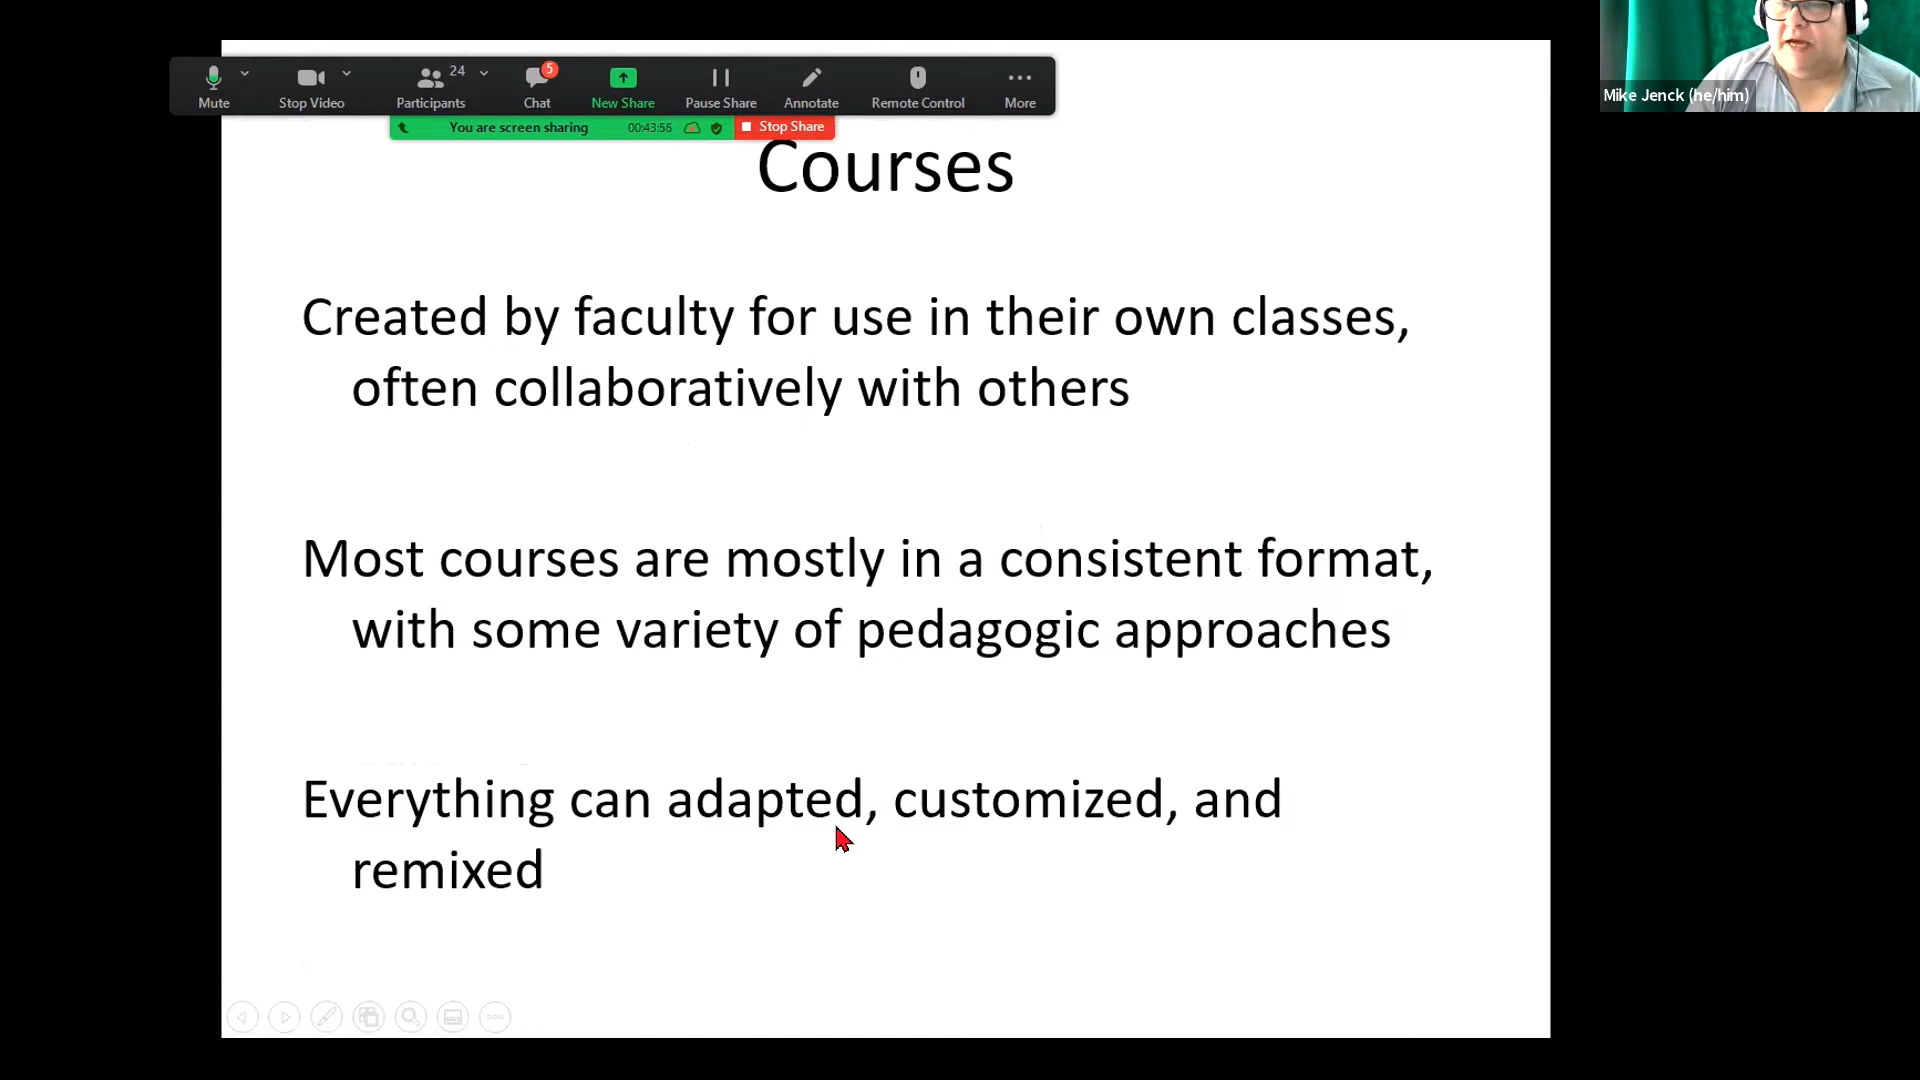 24
5
Mute
Stop Video
Participants
Chat
New Share
Pause Share
Annotate
Remote Control
More
You are screen sharing 00:43:56 Stop Share
Mike Jenck (he/him)
Courses
Created by faculty for use in their own classes,
often collaboratively with others
Most courses are mostly in a consistent format,
with some variety of pedagogic approaches
Everything can adapted, customized, and
remixed